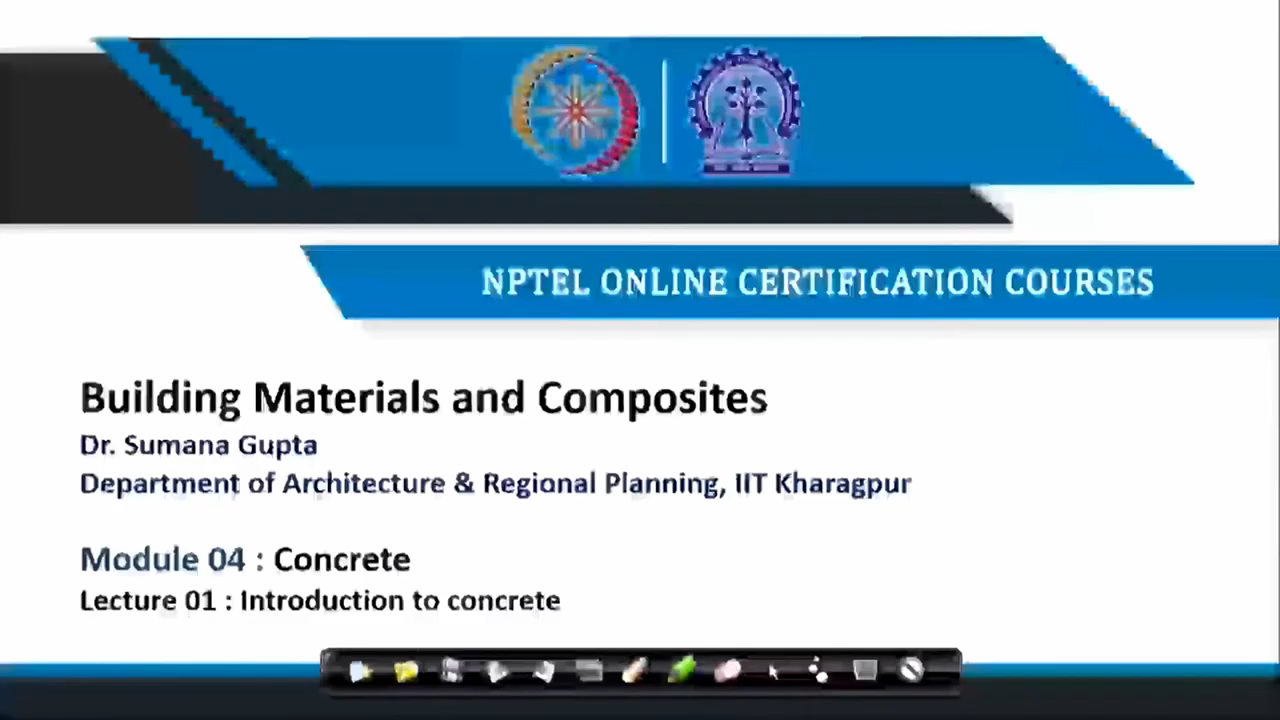 NPTEL ONLINE CERTIFICATION COURSES
Building Materials and Composites
Dr. Sumana Gupta
Department of Architecture & Regional Planning, IIT Kharagpur
Module 04 : Concrete
Lecture 01 : Introduction to concrete